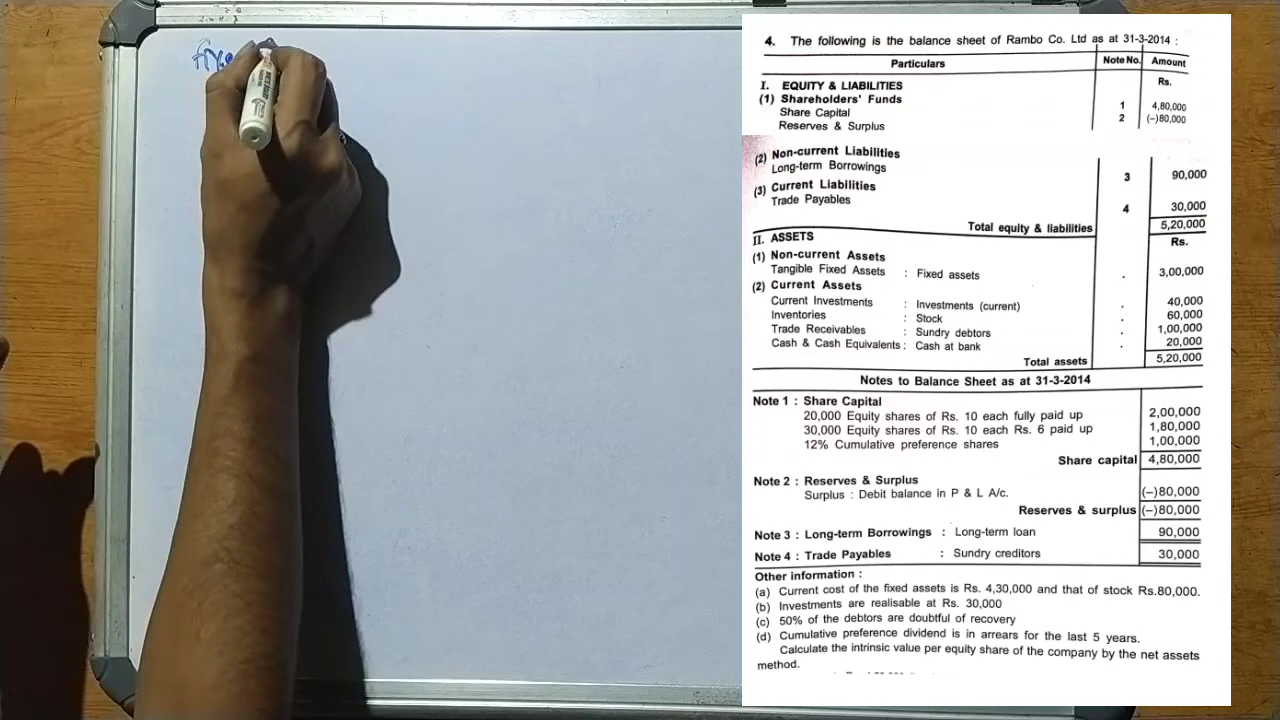 4. The following is the balance sheet of Rambo Co. Ltd as at 31-3-2014 :
Particulars Note No. Amount
Rs.
I. EQUITY & LIABILITIES
(1) Shareholders' Funds
Share Capital 1 4,80,000
Reserves & Surplus 2 (–)80,000
(2) Non-current Liabilities
Long-term Borrowings 3 90,000
(3) Current Liabilities
Trade Payables 4 30,000
Total equity & liabilities 5,20,000
II. ASSETS Rs.
(1) Non-current Assets
Tangible Fixed Assets : Fixed assets . 3,00,000
(2) Current Assets
Current Investments : Investments (current) . 40,000
Inventories : Stock . 60,000
Trade Receivables : Sundry debtors . 1,00,000
Cash & Cash Equivalents : Cash at bank . 20,000
Total assets 5,20,000
Notes to Balance Sheet as at 31-3-2014
Note 1 : Share Capital
20,000 Equity shares of Rs. 10 each fully paid up 2,00,000
30,000 Equity shares of Rs. 10 each Rs. 6 paid up 1,80,000
12% Cumulative preference shares 1,00,000
Share capital 4,80,000
Note 2 : Reserves & Surplus
Surplus : Debit balance in P & L A/c. (–)80,000
Reserves & surplus (–)80,000
Note 3 : Long-term Borrowings : Long-term loan 90,000
Note 4 : Trade Payables : Sundry creditors 30,000
Other information :
(a) Current cost of the fixed assets is Rs. 4,30,000 and that of stock Rs.80,000.
(b) Investments are realisable at Rs. 30,000
(c) 50% of the debtors are doubtful of recovery
(d) Cumulative preference dividend is in arrears for the last 5 years.
Calculate the intrinsic value per equity share of the company by the net assets
method.